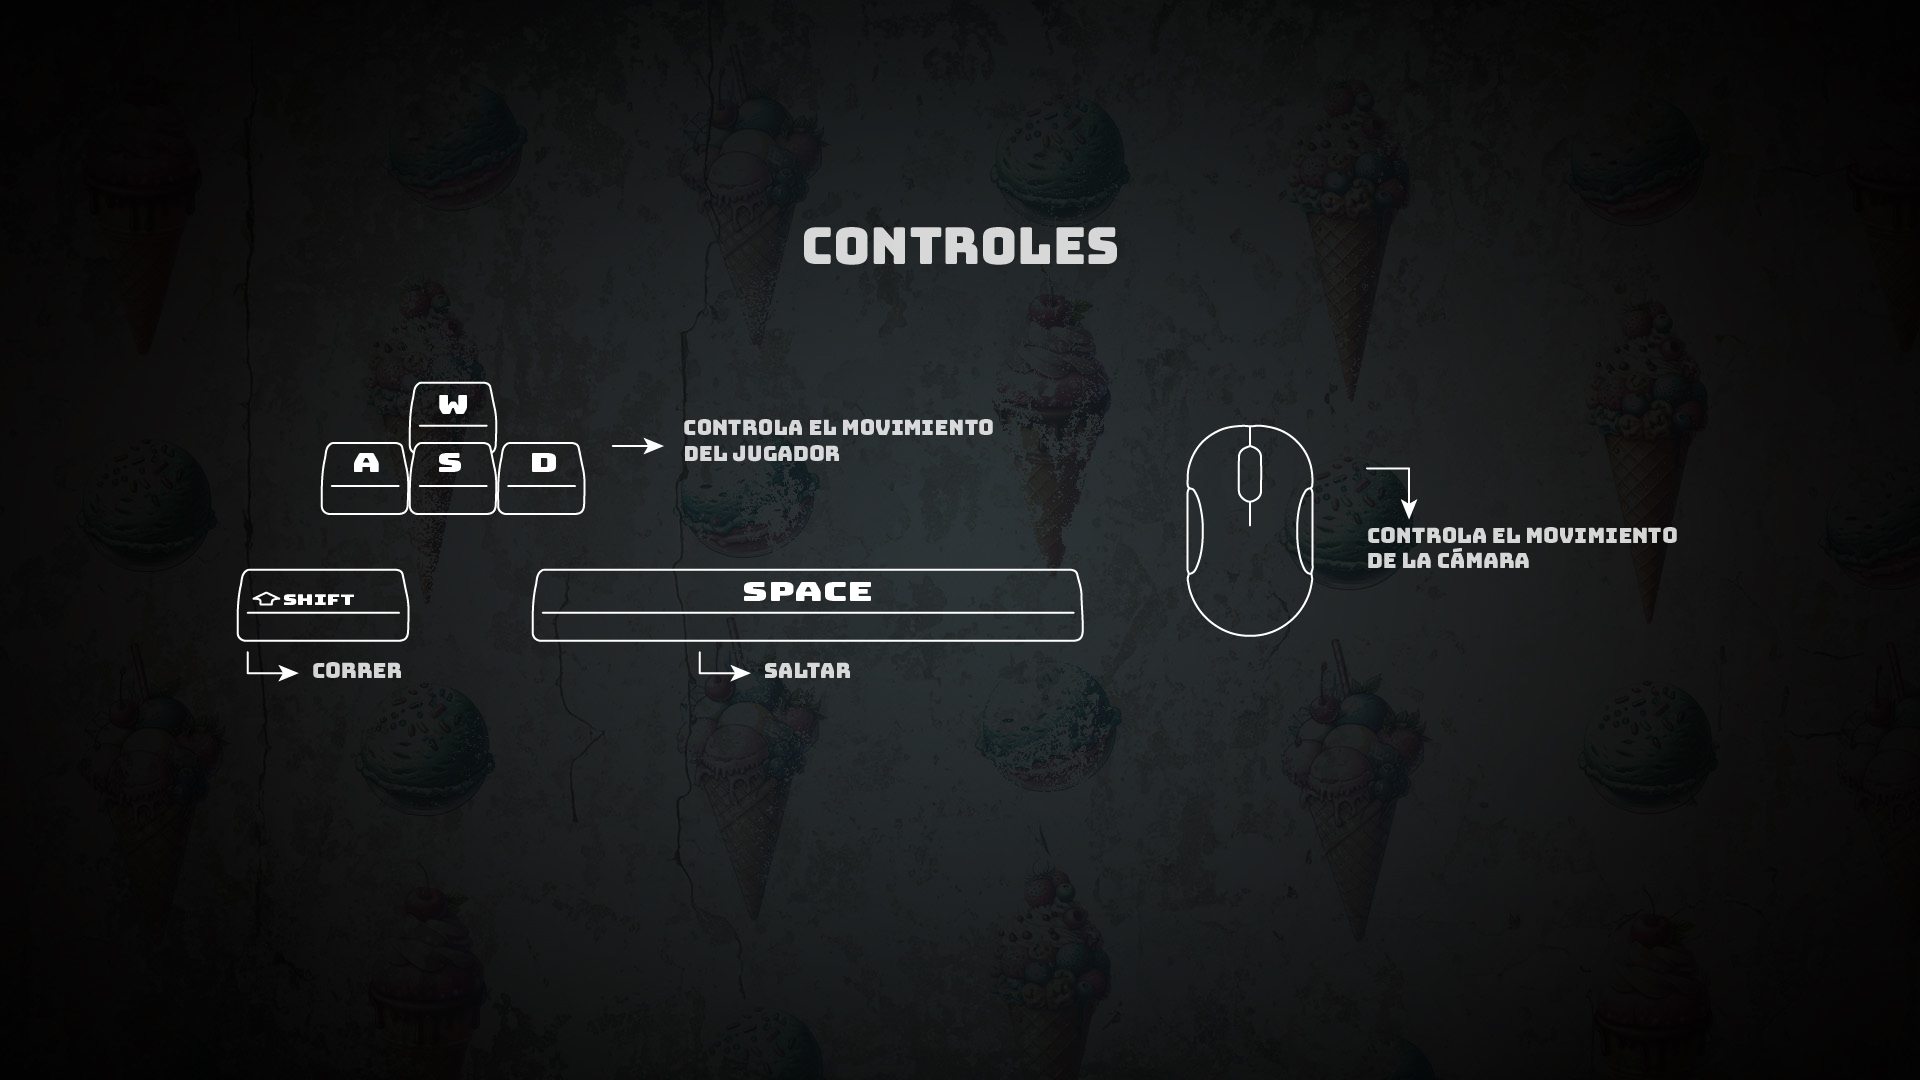 CONTROLES
W
A S D
CONTROLA EL MOVIMIENTO
DEL JUGADOR
SHIFT
CORRER
SPACE
SALTAR
CONTROLA EL MOVIMIENTO
DE LA CÁMARA